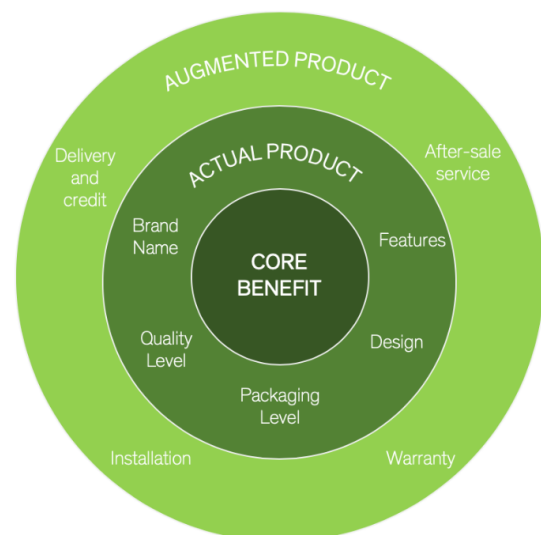 AUGMENTED PRODUCT
Delivery
and
credit
After-sale
service
ACTUAL PRODUCT
Brand
Name
Features
CORE
BENEFIT
Quality
Level
Design
Packaging
Level
Installation
Warranty